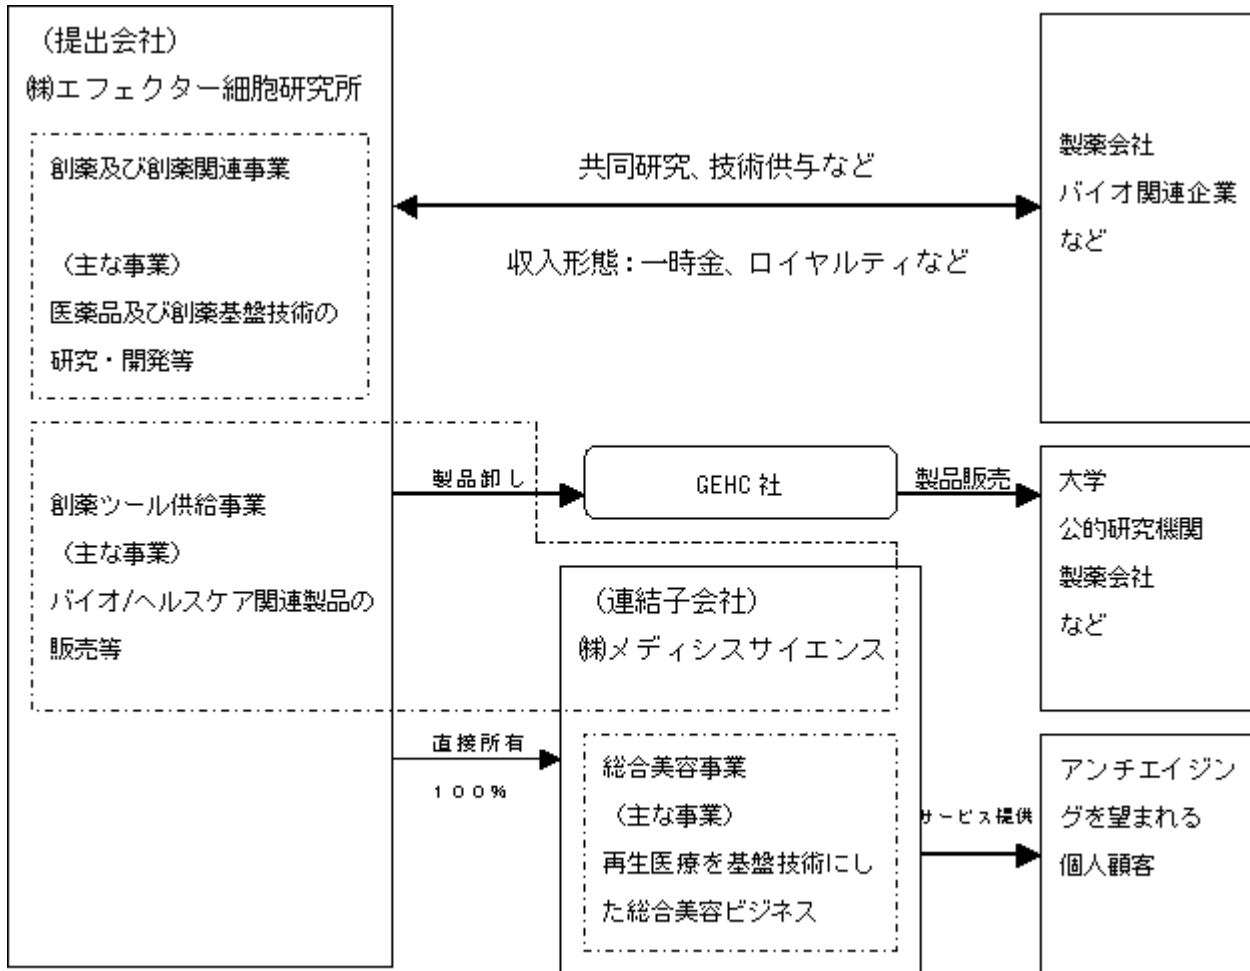 （提出会社）
㈱エフェクター細胞研究所
創薬及び創薬関連事業
（主な事業）
医薬品及び創薬基盤技術の
研究・開発等
共同研究、技術供与など
収入形態：一時金、ロイヤルティなど
製薬会社
バイオ関連企業
など
創薬ツール供給事業
（主な事業）
バイオ/ヘルスケア関連製品の
販売等
製品卸し
GEHC 社
製品販売
大学
公的研究機関
製薬会社
など
（連結子会社）
㈱メディシスサイエンス
直接所有
１００％
総合美容事業
（主な事業）
再生医療を基盤技術にし
た総合美容ビジネス
サービス提供
アンチエイジン
グを望まれる
個人顧客